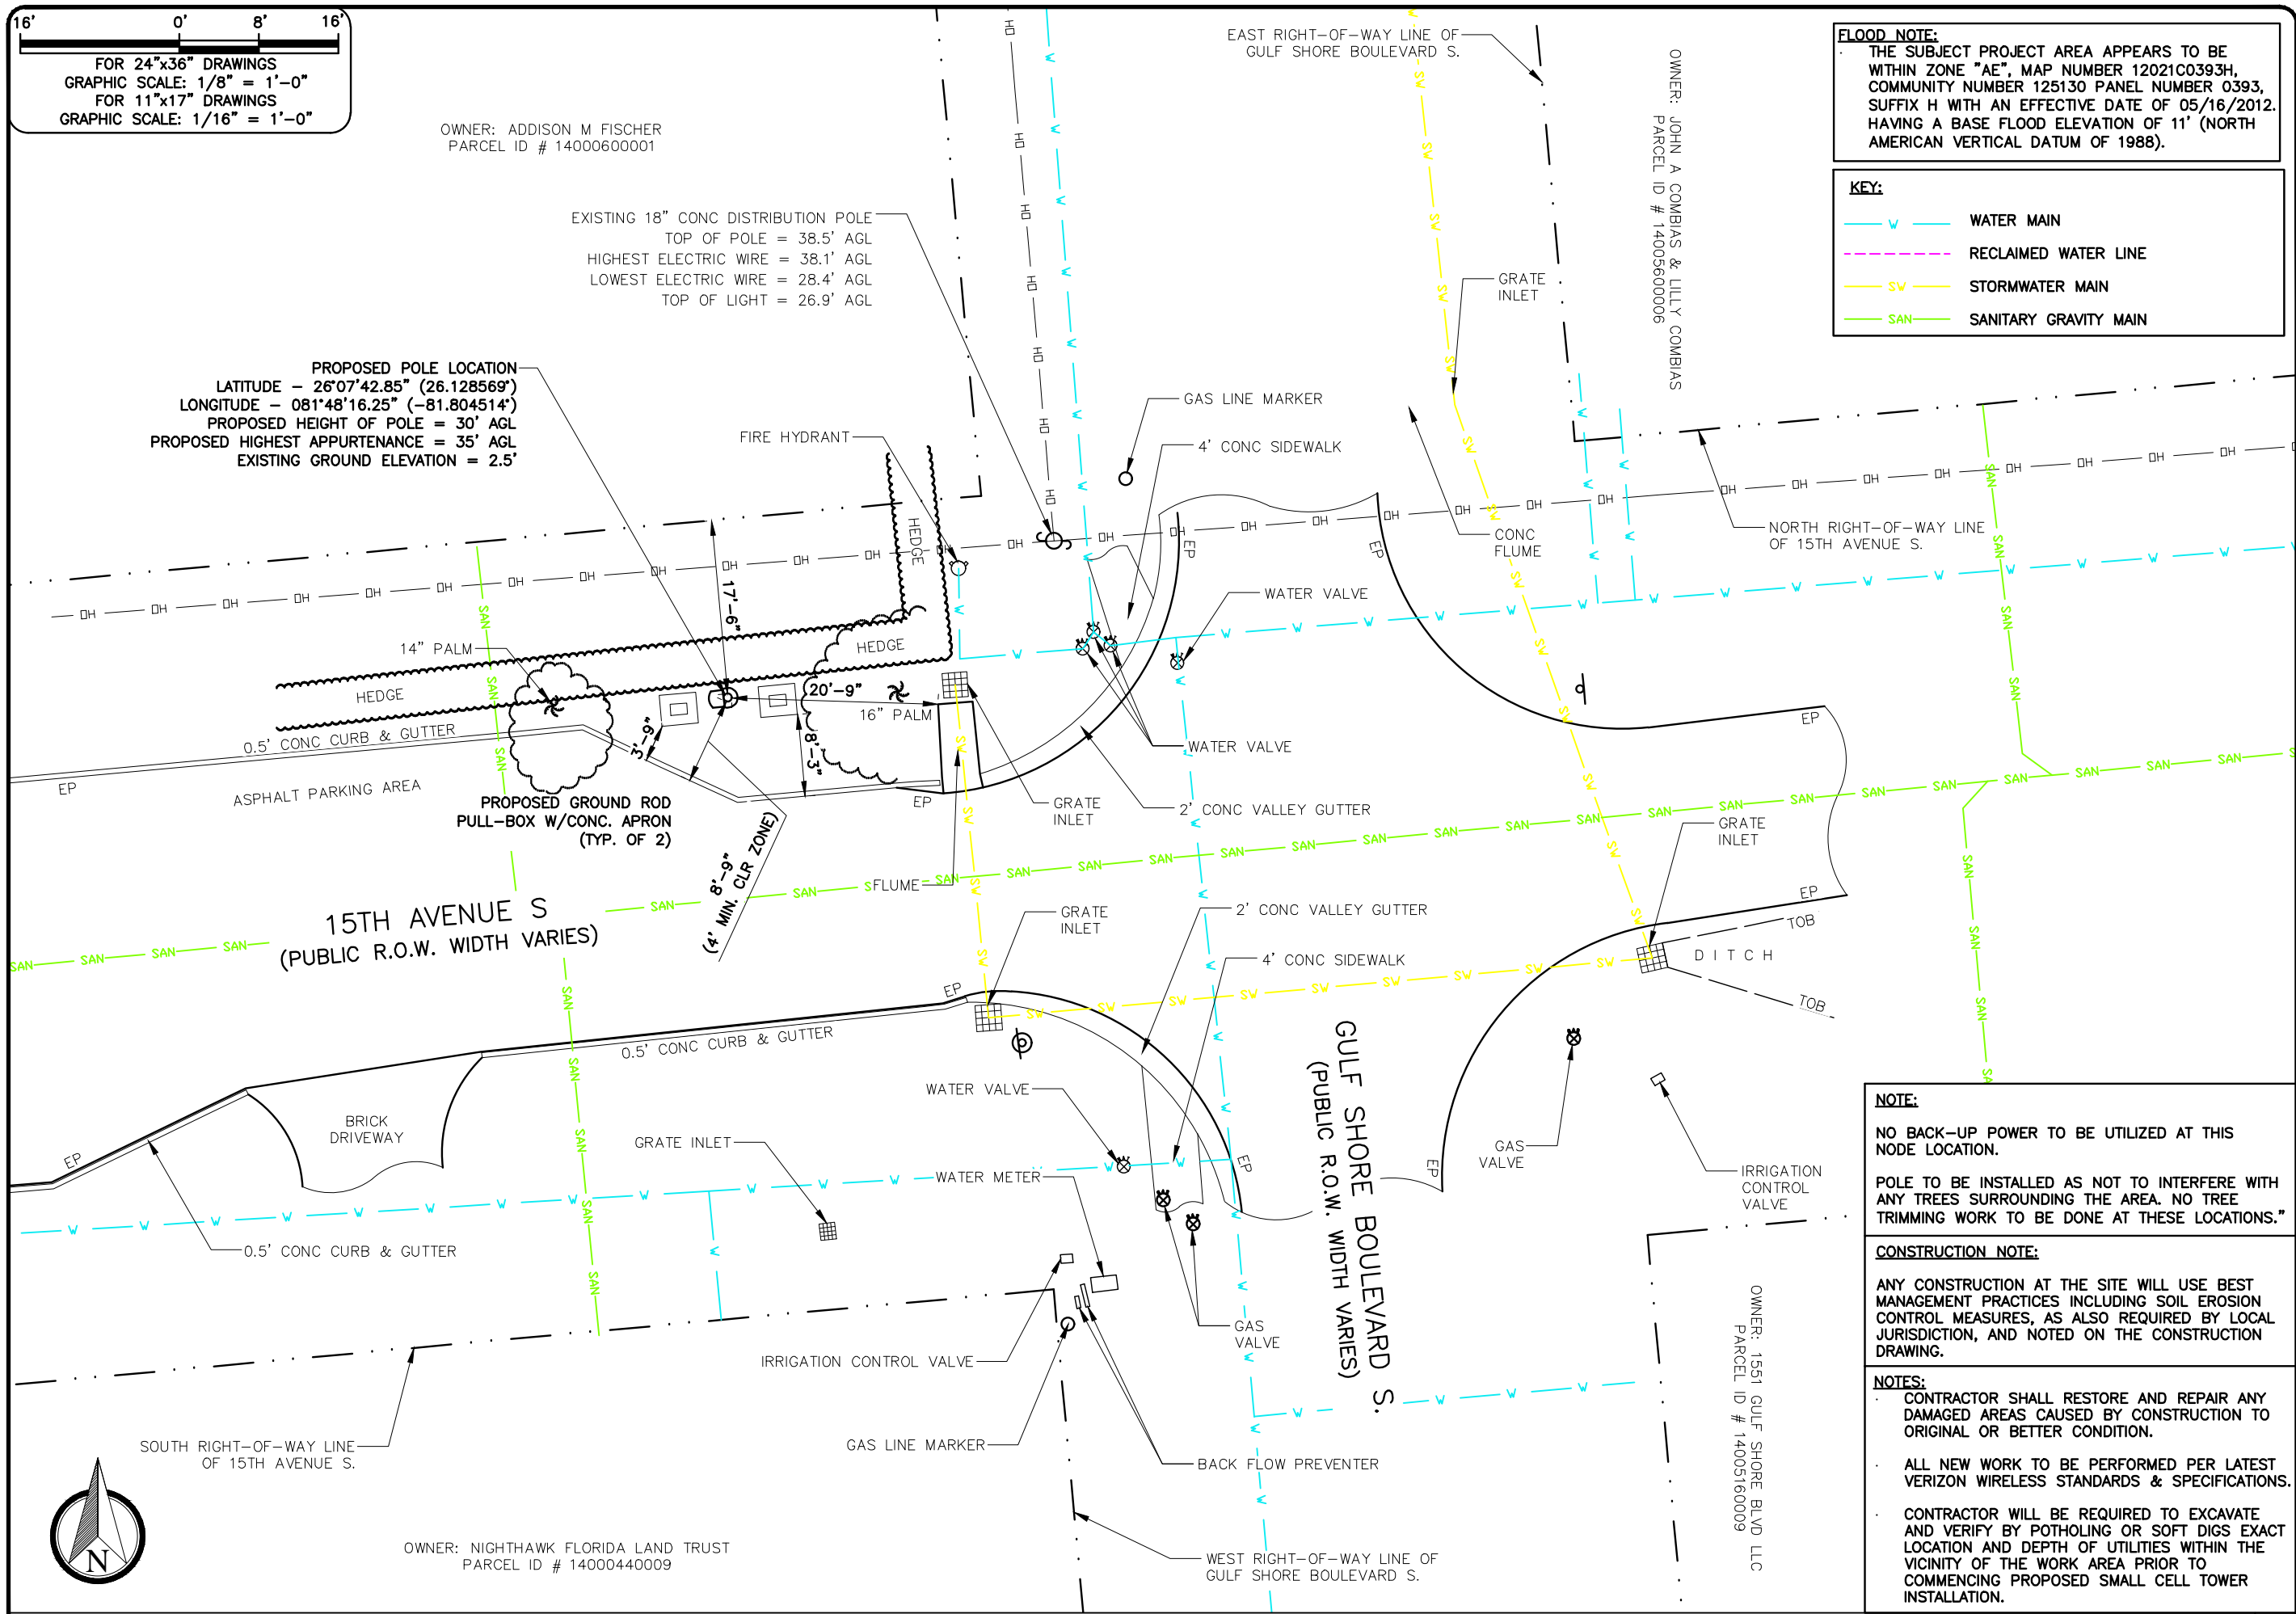 16' 0' 8' 16'
FOR 24"x36" DRAWINGS
GRAPHIC SCALE: 1/8" = 1'-0"
FOR 11"x17" DRAWINGS
GRAPHIC SCALE: 1/16" = 1'-0"
OWNER: ADDISON M FISCHER
PARCEL ID # 14000600001
EAST RIGHT-OF-WAY LINE OF
GULF SHORE BOULEVARD S.
OWNER: JOHN A COMBIAS & LILLY COMBIAS
PARCEL ID # 14005600006
FLOOD NOTE:
THE SUBJECT PROJECT AREA APPEARS TO BE
WITHIN ZONE "AE", MAP NUMBER 12021C0393H,
COMMUNITY NUMBER 125130 PANEL NUMBER 0393,
SUFFIX H WITH AN EFFECTIVE DATE OF 05/16/2012.
HAVING A BASE FLOOD ELEVATION OF 11' (NORTH
AMERICAN VERTICAL DATUM OF 1988).
KEY:
W WATER MAIN
RECLAIMED WATER LINE
SW STORMWATER MAIN
SAN SANITARY GRAVITY MAIN
EXISTING 18" CONC DISTRIBUTION POLE
TOP OF POLE = 38.5' AGL
HIGHEST ELECTRIC WIRE = 38.1' AGL
LOWEST ELECTRIC WIRE = 28.4' AGL
TOP OF LIGHT = 26.9' AGL
PROPOSED POLE LOCATION
LATITUDE - 26°07'42.85" (26.128569°)
LONGITUDE - 081°48'16.25" (-81.804514°)
PROPOSED HEIGHT OF POLE = 30' AGL
PROPOSED HIGHEST APPURTENANCE = 35' AGL
EXISTING GROUND ELEVATION = 2.5'
GRATE
INLET
GAS LINE MARKER
FIRE HYDRANT
4' CONC SIDEWALK
CONC
FLUME
NORTH RIGHT-OF-WAY LINE
OF 15TH AVENUE S.
HEDGE
EP
EP
17'-6"
WATER VALVE
14" PALM
HEDGE
HEDGE
20'-9"
16" PALM
0.5' CONC CURB & GUTTER
3'-9"
8'-3"
WATER VALVE
EP
EP
ASPHALT PARKING AREA
EP
PROPOSED GROUND ROD
PULL-BOX W/CONC. APRON
(TYP. OF 2)
GRATE
INLET
2' CONC VALLEY GUTTER
GRATE
INLET
8'-9"
(4' MIN. CLR ZONE)
FLUME
EP
15TH AVENUE S
(PUBLIC R.O.W. WIDTH VARIES)
GRATE
INLET
2' CONC VALLEY GUTTER
TOB
4' CONC SIDEWALK
DITCH
EP
TOB
0.5' CONC CURB & GUTTER
GULF SHORE BOULEVARD S.
(PUBLIC R.O.W. WIDTH VARIES)
WATER VALVE
BRICK
DRIVEWAY
GRATE INLET
EP
EP
EP
GAS
VALVE
IRRIGATION
CONTROL
VALVE
WATER METER
0.5' CONC CURB & GUTTER
GAS
VALVE
IRRIGATION CONTROL VALVE
SOUTH RIGHT-OF-WAY LINE
OF 15TH AVENUE S.
GAS LINE MARKER
BACK FLOW PREVENTER
N
OWNER: NIGHTHAWK FLORIDA LAND TRUST
PARCEL ID # 14000440009
WEST RIGHT-OF-WAY LINE OF
GULF SHORE BOULEVARD S.
OWNER: 1551 GULF SHORE BLVD LLC
PARCEL ID # 14005160009
NOTE:
NO BACK-UP POWER TO BE UTILIZED AT THIS
NODE LOCATION.
POLE TO BE INSTALLED AS NOT TO INTERFERE WITH
ANY TREES SURROUNDING THE AREA. NO TREE
TRIMMING WORK TO BE DONE AT THESE LOCATIONS."
CONSTRUCTION NOTE:
ANY CONSTRUCTION AT THE SITE WILL USE BEST
MANAGEMENT PRACTICES INCLUDING SOIL EROSION
CONTROL MEASURES, AS ALSO REQUIRED BY LOCAL
JURISDICTION, AND NOTED ON THE CONSTRUCTION
DRAWING.
NOTES:
· CONTRACTOR SHALL RESTORE AND REPAIR ANY
DAMAGED AREAS CAUSED BY CONSTRUCTION TO
ORIGINAL OR BETTER CONDITION.
· ALL NEW WORK TO BE PERFORMED PER LATEST
VERIZON WIRELESS STANDARDS & SPECIFICATIONS.
· CONTRACTOR WILL BE REQUIRED TO EXCAVATE
AND VERIFY BY POTHOLING OR SOFT DIGS EXACT
LOCATION AND DEPTH OF UTILITIES WITHIN THE
VICINITY OF THE WORK AREA PRIOR TO
COMMENCING PROPOSED SMALL CELL TOWER
INSTALLATION.